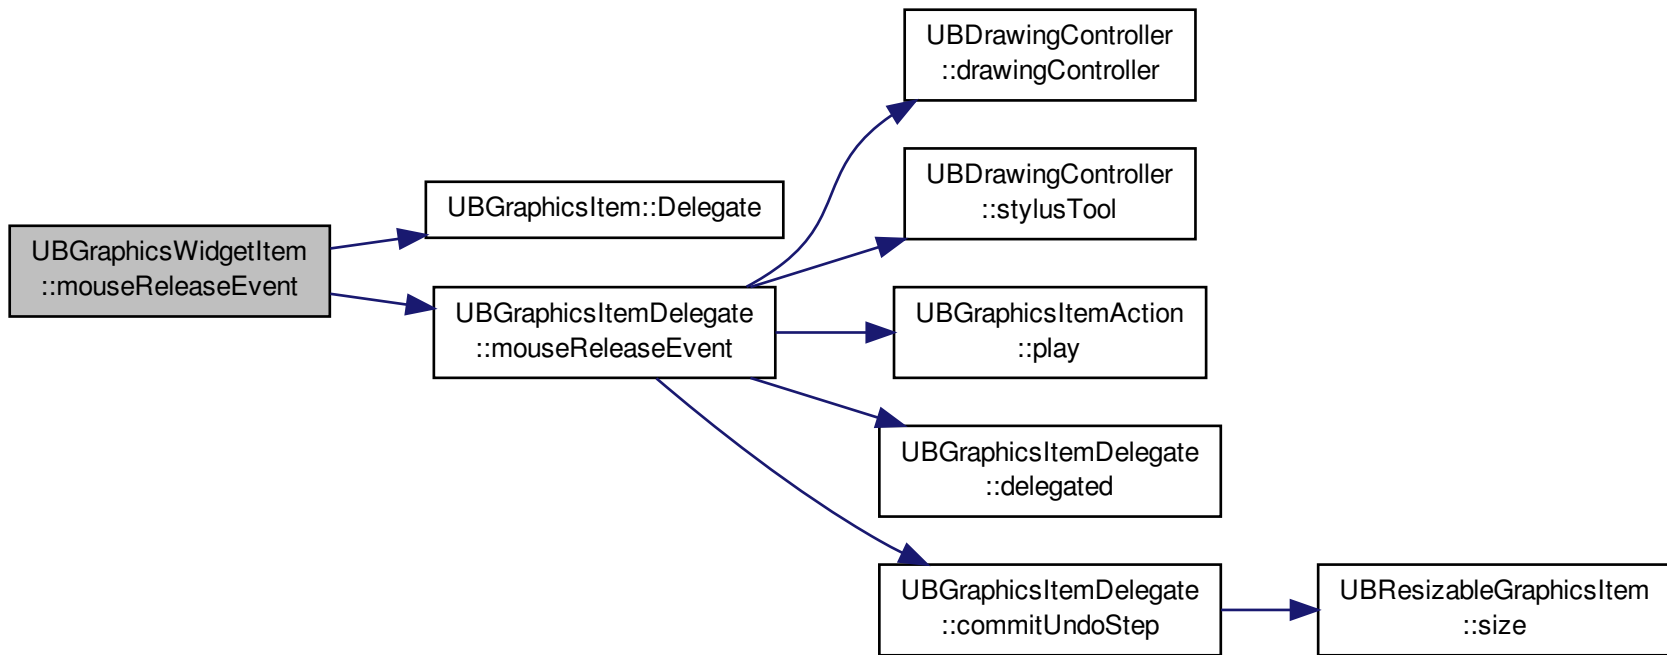 UBGraphicsWidgetItem
::mouseReleaseEvent
UBGraphicsItem::Delegate
UBGraphicsItemDelegate
::mouseReleaseEvent
UBDrawingController
::drawingController
UBDrawingController
::stylusTool
UBGraphicsItemAction
::play
UBGraphicsItemDelegate
::delegated
UBGraphicsItemDelegate
::commitUndoStep
UBResizableGraphicsItem
::size